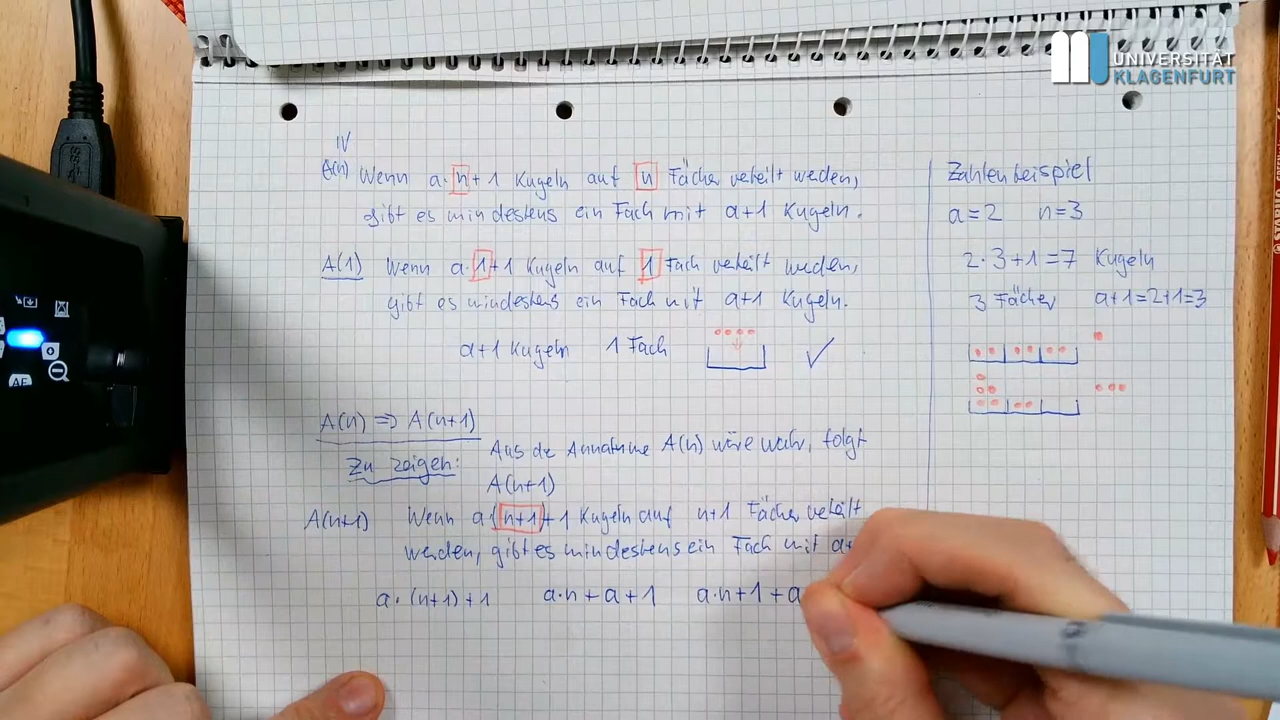 UNIVERSITÄT
KLAGENFURT
IV
A(n) Wenn a·n+1 Kugeln auf n Fächer verteilt werden,
gibt es mindestens ein Fach mit a+1 Kugeln.
A(1) Wenn a·1+1 Kugeln auf 1 Fach verteilt werden,
gibt es mindestens ein Fach mit a+1 Kugeln.
a+1 Kugeln 1 Fach ✓
A(n) => A(n+1)
Zu zeigen: Aus der Annahme A(n) wäre wahr, folgt
A(n+1)
A(n+1) Wenn a(n+1)+1 Kugeln auf n+1 Fächer verteilt
werden, gibt es mindestens ein Fach mit a+
a·(n+1)+1 a·n+a+1 a·n+1+a
Zahlenbeispiel
a=2 n=3
2·3+1=7 Kugeln
3 Fächer a+1=2+1=3
AF